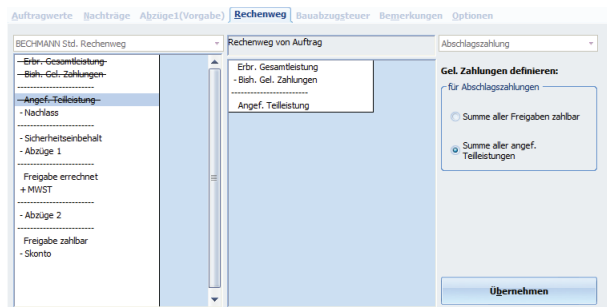 Auftragswerte Nachträge Abzüge1(Vorgabe) Rechenweg Bauabzugsteuer Bemerkungen Optionen
BECHMANN Std. Rechenweg
Erbr. Gesamtleistung
- Bish. Gel. Zahlungen
------------------------
Angef. Teilleistung
- Nachlass
------------------------
- Sicherheitseinbehalt
- Abzüge 1
------------------------
Freigabe errechnet
+ MWST
------------------------
- Abzüge 2
------------------------
Freigabe zahlbar
- Skonto
Rechenweg von Auftrag
Erbr. Gesamtleistung
- Bish. Gel. Zahlungen
------------------------
Angef. Teilleistung
Abschlagszahlung
Gel. Zahlungen definieren:
für Abschlagszahlungen
Summe aller Freigaben zahlbar
Summe aller angef.
Teilleistungen
Übernehmen